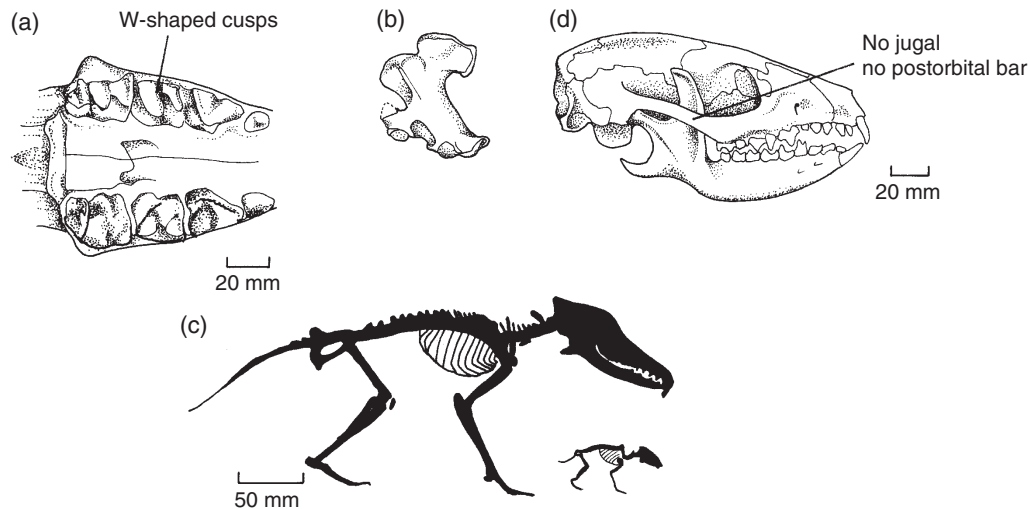 (a)
W-shaped cusps
20 mm
(b)
(d)
No jugal
no postorbital bar
20 mm
(c)
50 mm